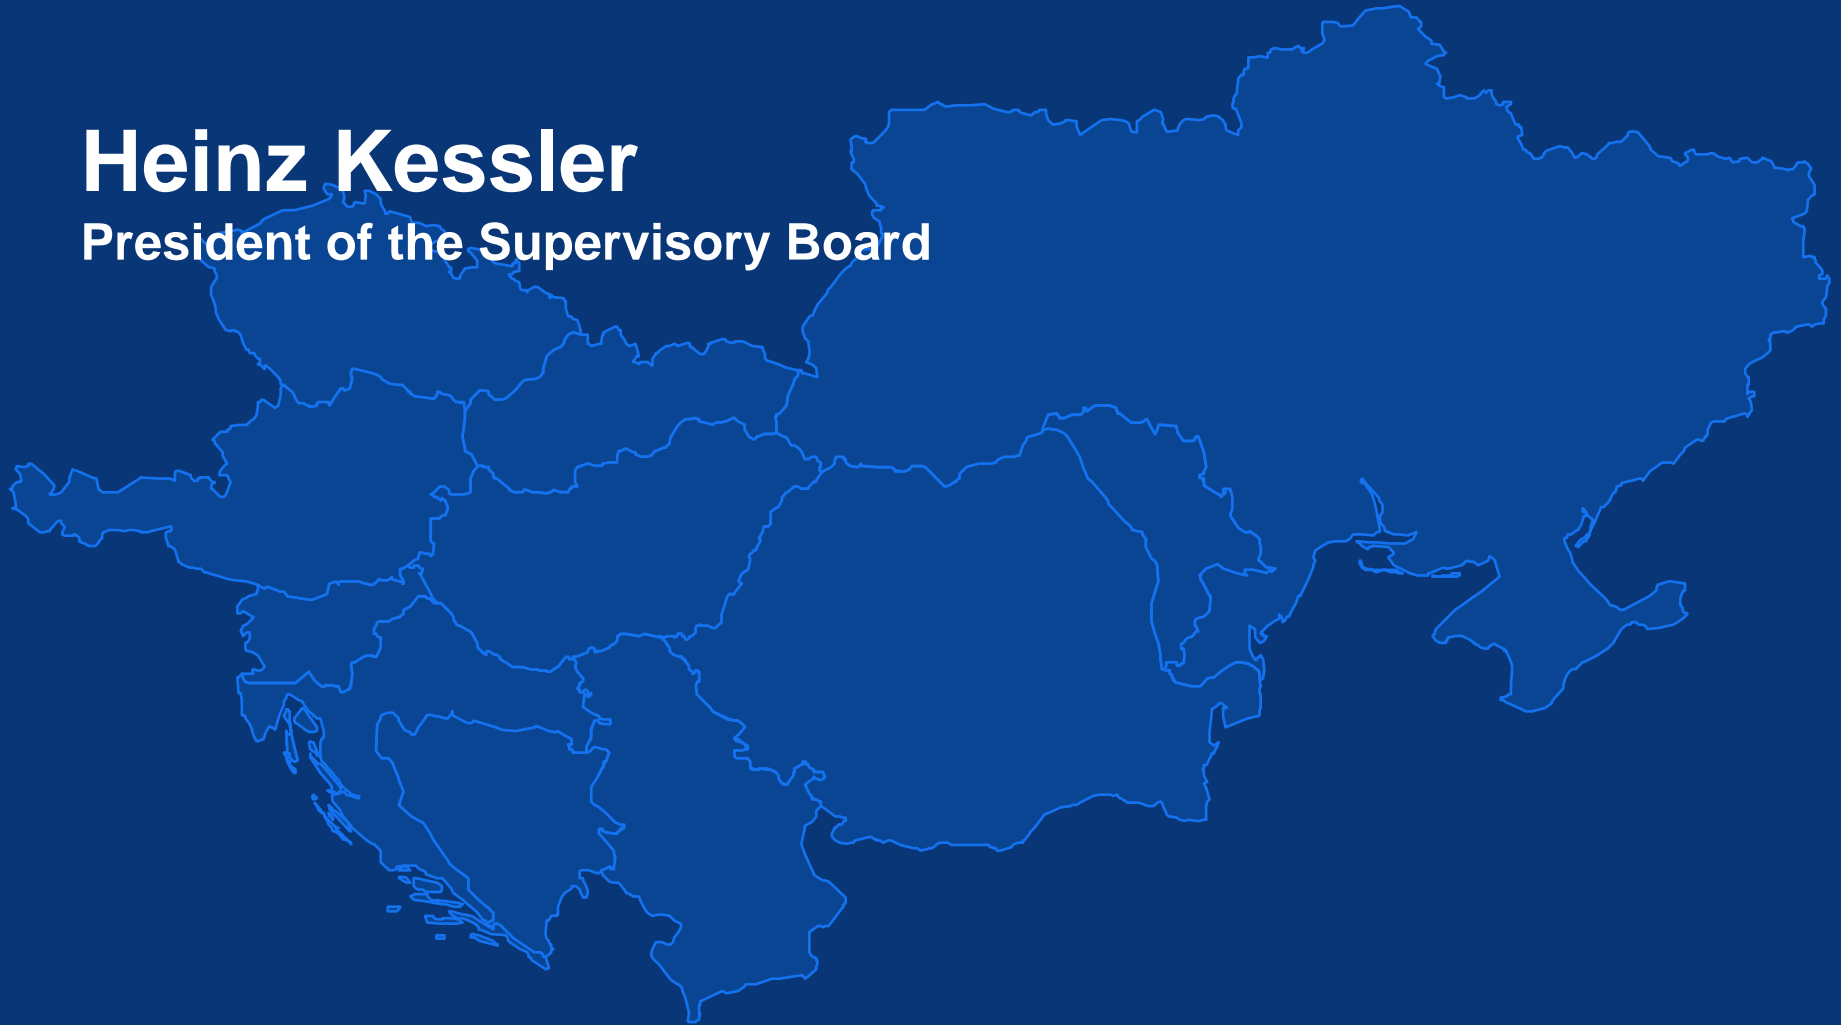 Heinz Kessler
President of the Supervisory Board